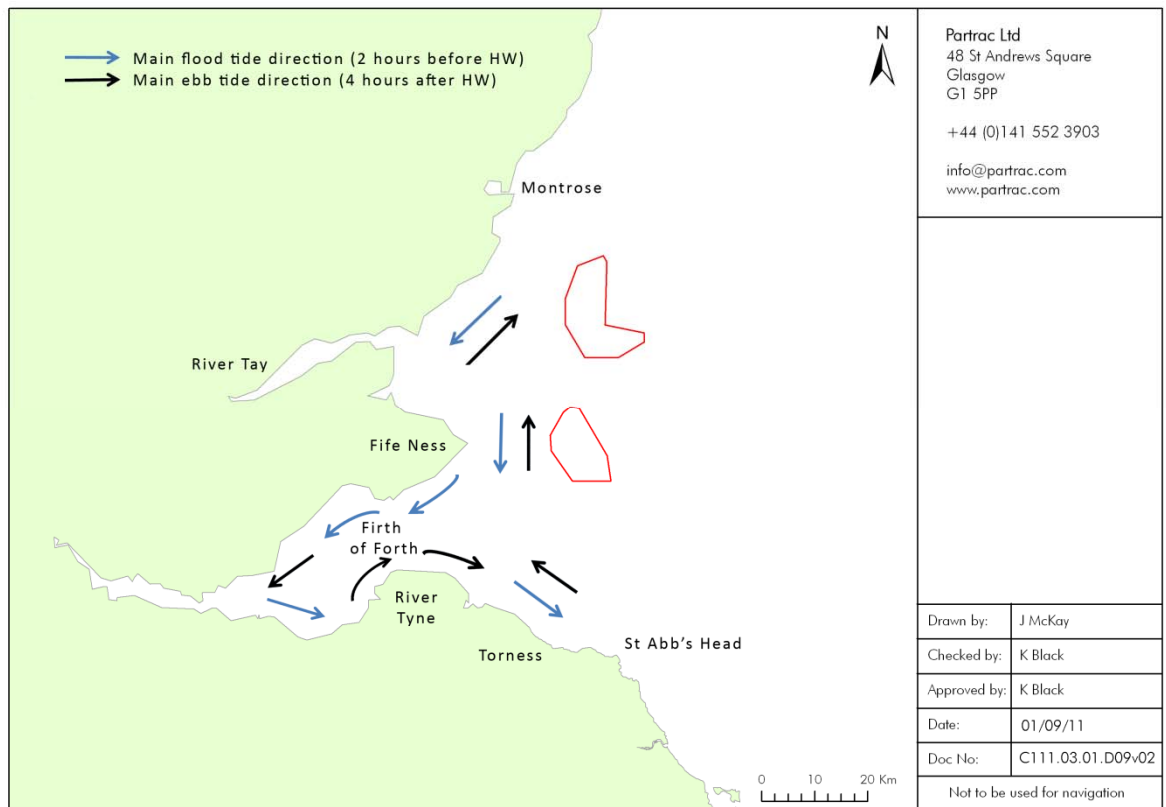 Main flood tide direction (2 hours before HW)
Main ebb tide direction (4 hours after HW)
N
Montrose
River Tay
Fife Ness
Firth
of Forth
River
Tyne
Torness
St Abb's Head
0 10 20 Km
Partrac Ltd
48 St Andrews Square
Glasgow
G1 5PP
+44 (0)141 552 3903
info@partrac.com
www.partrac.com
Drawn by: J McKay
Checked by: K Black
Approved by: K Black
Date: 01/09/11
Doc No: C111.03.01.D09v02
Not to be used for navigation